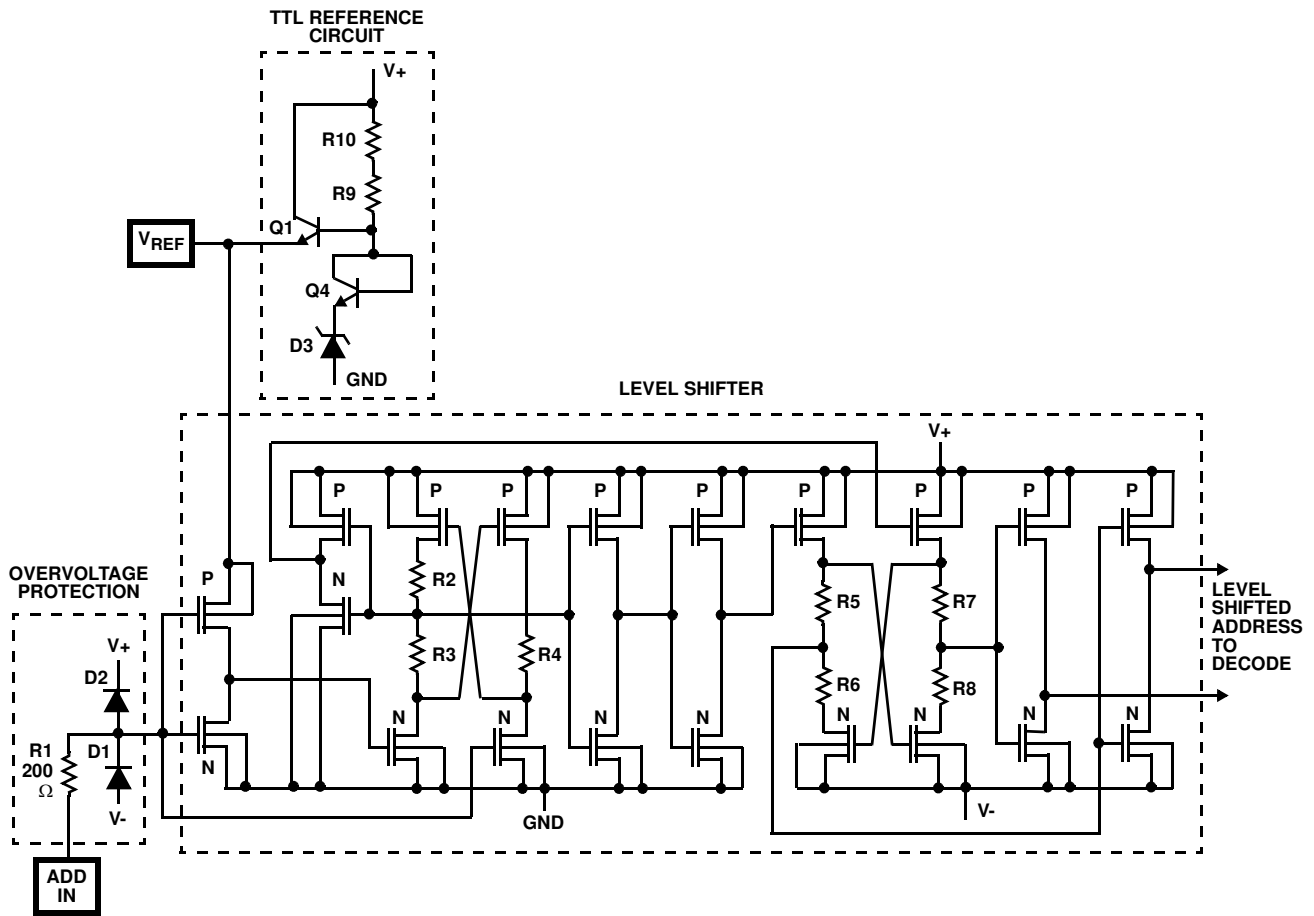 TTL REFERENCE
CIRCUIT
V+
R10
R9
Q1
VREF
Q4
D3
GND
LEVEL SHIFTER
V+
P
P
P
P
P
P
P
P
P
OVERVOLTAGE
PROTECTION
P
N
R2
R5
R7
LEVEL
SHIFTED
ADDRESS
TO
DECODE
V+
R3
R4
D2
R6
R8
N
N
N
N
N
N
N
N
R1
200
Ω
D1
N
V-
GND
V-
ADD
IN